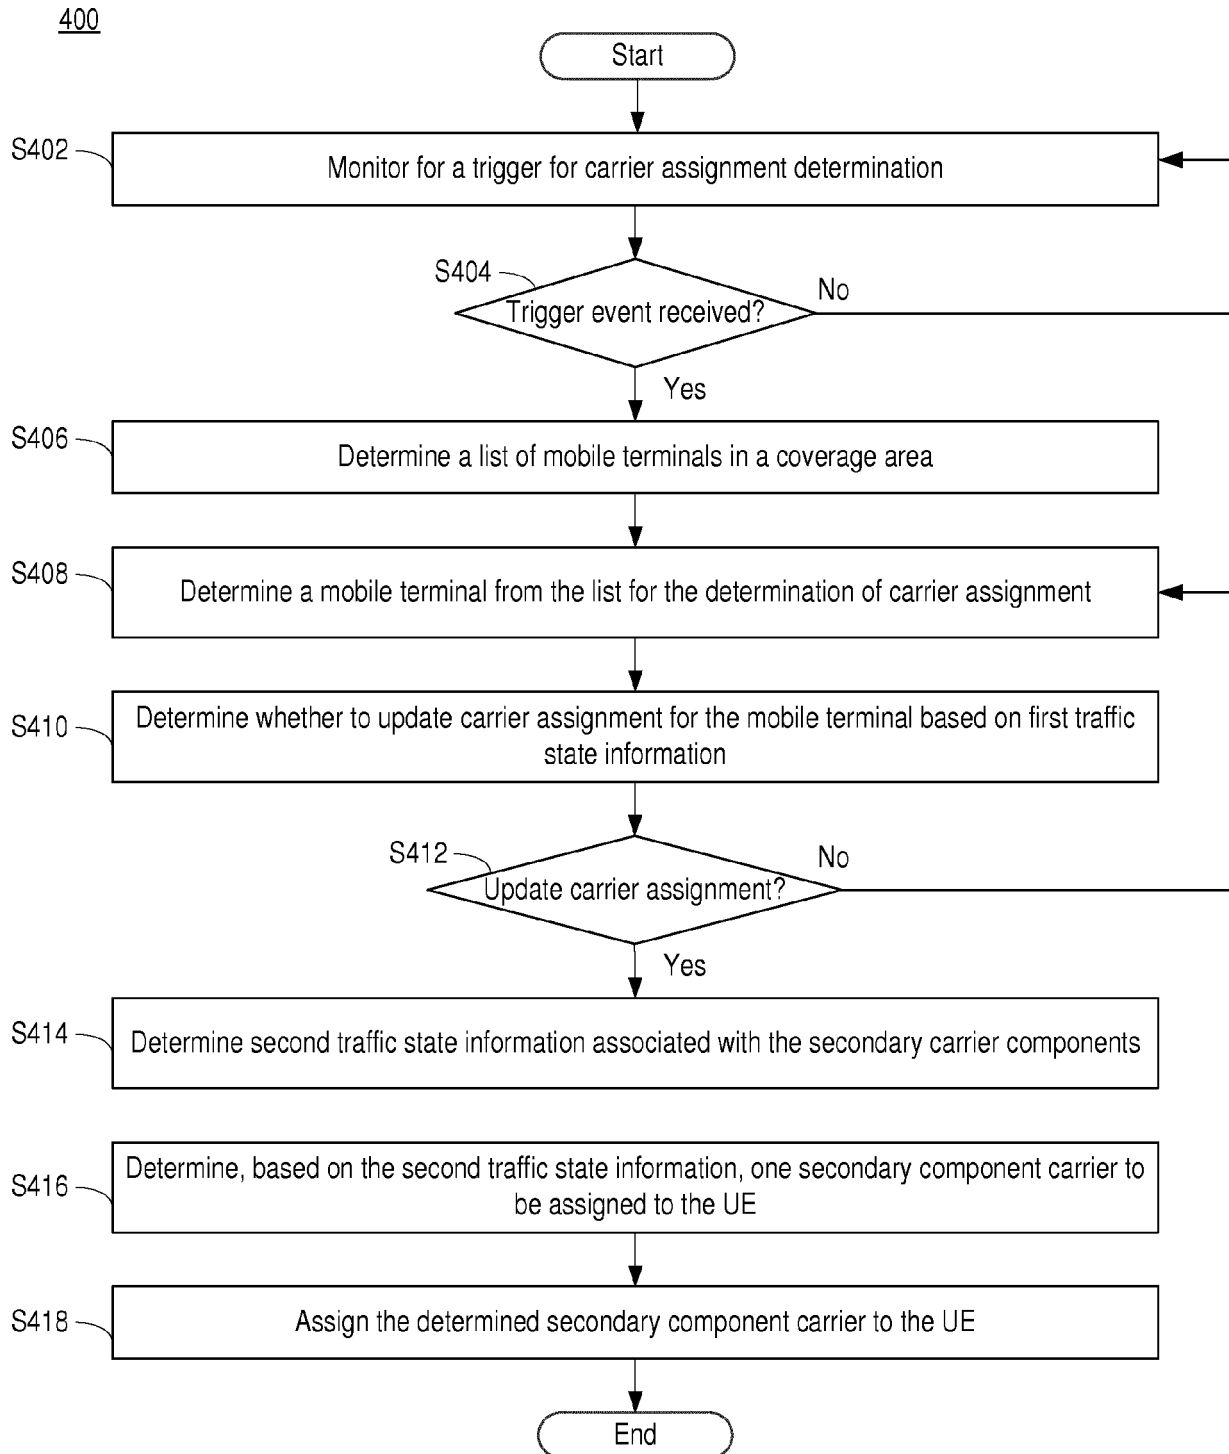 400
Start
S402
Monitor for a trigger for carrier assignment determination
S404
Trigger event received?
No
Yes
S406
Determine a list of mobile terminals in a coverage area
S408
Determine a mobile terminal from the list for the determination of carrier assignment
S410
Determine whether to update carrier assignment for the mobile terminal based on first traffic
state information
S412
Update carrier assignment?
No
Yes
S414
Determine second traffic state information associated with the secondary carrier components
S416
Determine, based on the second traffic state information, one secondary component carrier to
be assigned to the UE
S418
Assign the determined secondary component carrier to the UE
End